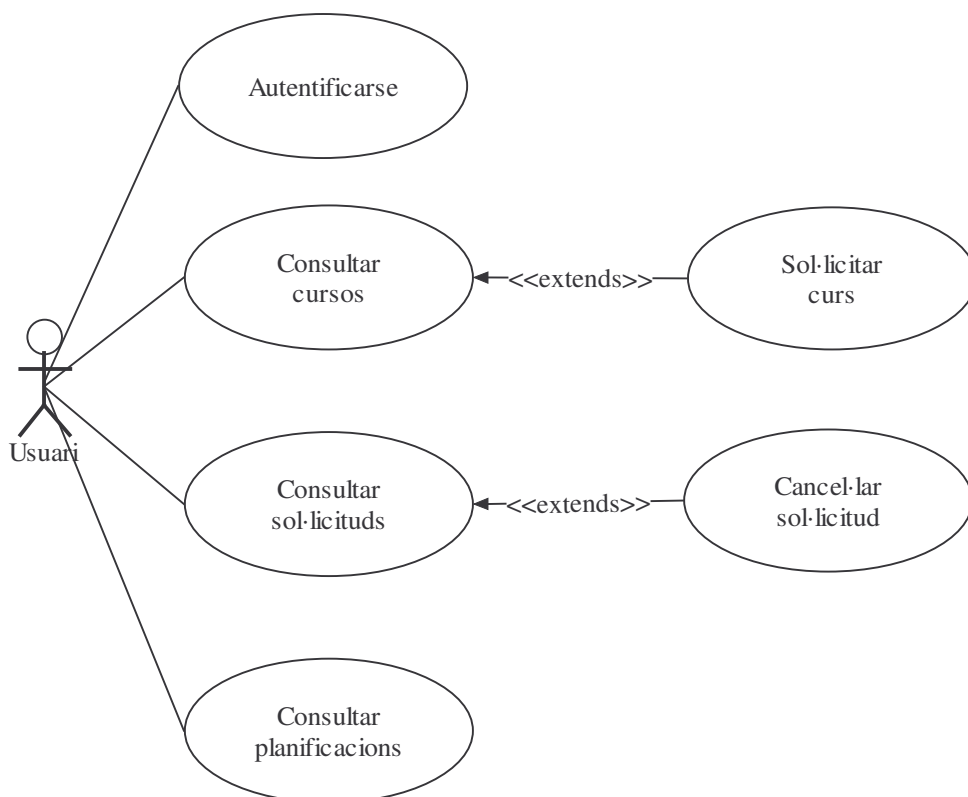 Autentificarse
Consultar
cursos
<<extends>>
Sol·licitar
curs
Usuari
Consultar
sol·licituds
<<extends>>
Cancel·lar
sol·licitud
Consultar
planificacions